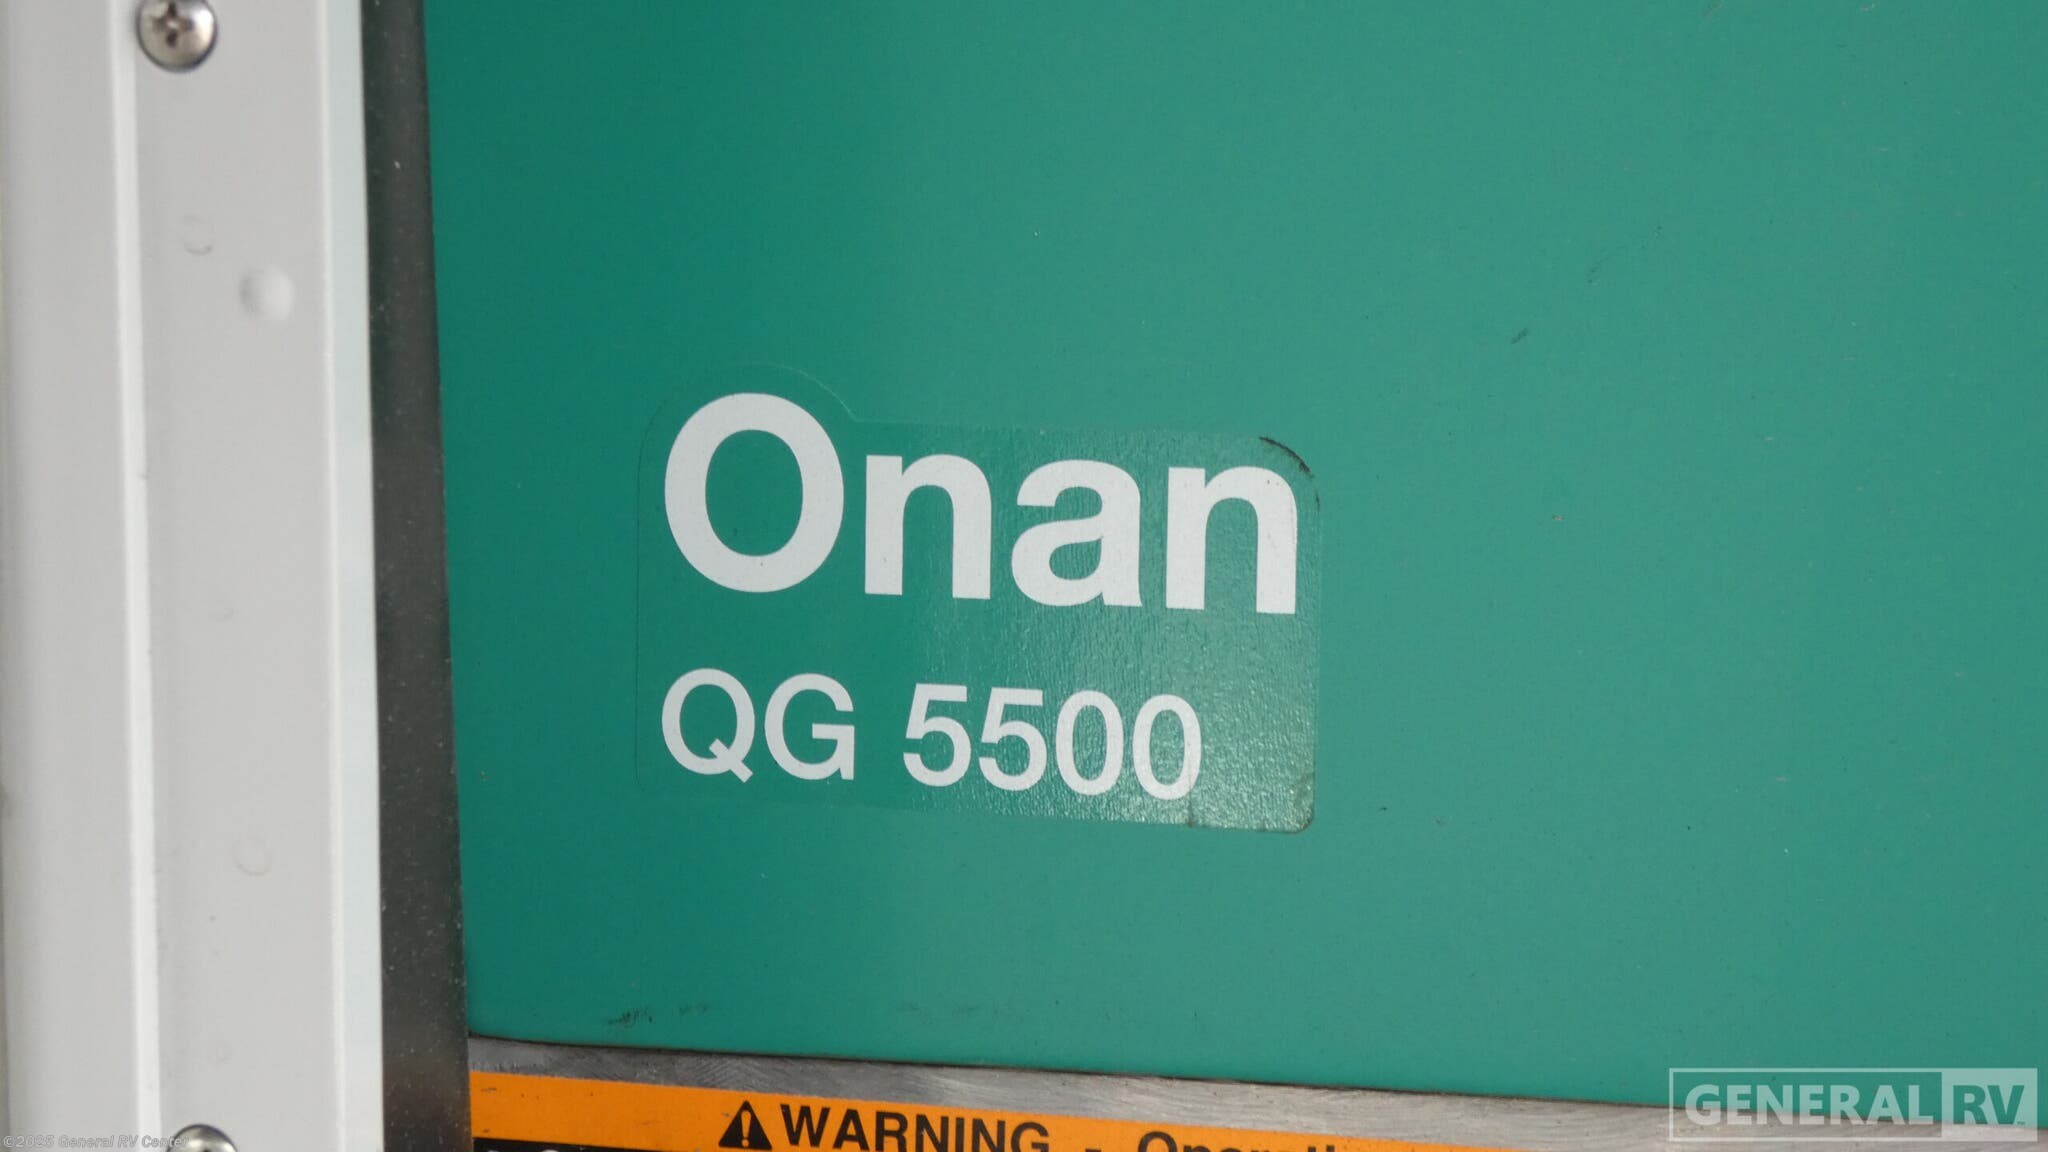 Onan
QG 5500
WARNING -
GENERAL RV
©2025 General RV Center